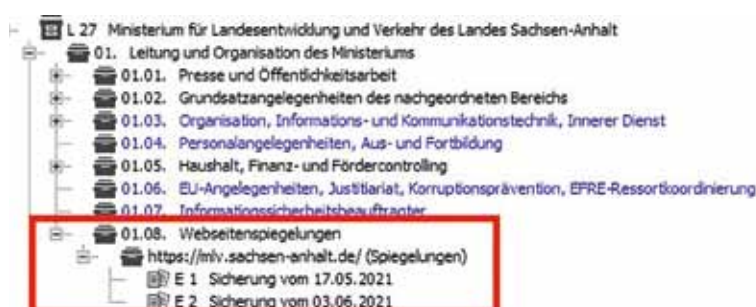 L 27 Ministerium für Landesentwicklung und Verkehr des Landes Sachsen-Anhalt
01. Leitung und Organisation des Ministeriums
01.01. Presse und Öffentlichkeitsarbeit
01.02. Grundsatzangelegenheiten des nachgeordneten Bereichs
01.03. Organisation, Informations- und Kommunikationstechnik, Innerer Dienst
01.04. Personalangelegenheiten, Aus- und Fortbildung
01.05. Haushalt, Finanz- und Fördercontrolling
01.06. EU-Angelegenheiten, Justitiariat, Korruptionsprävention, EFRE-Ressortkoordinierung
01.07. Informationssicherheitsbeauftragter
01.08. Webseitenspiegelungen
https://mlv.sachsen-anhalt.de/ (Spiegelungen)
E 1 Sicherung vom 17.05.2021
E 2 Sicherung vom 03.06.2021